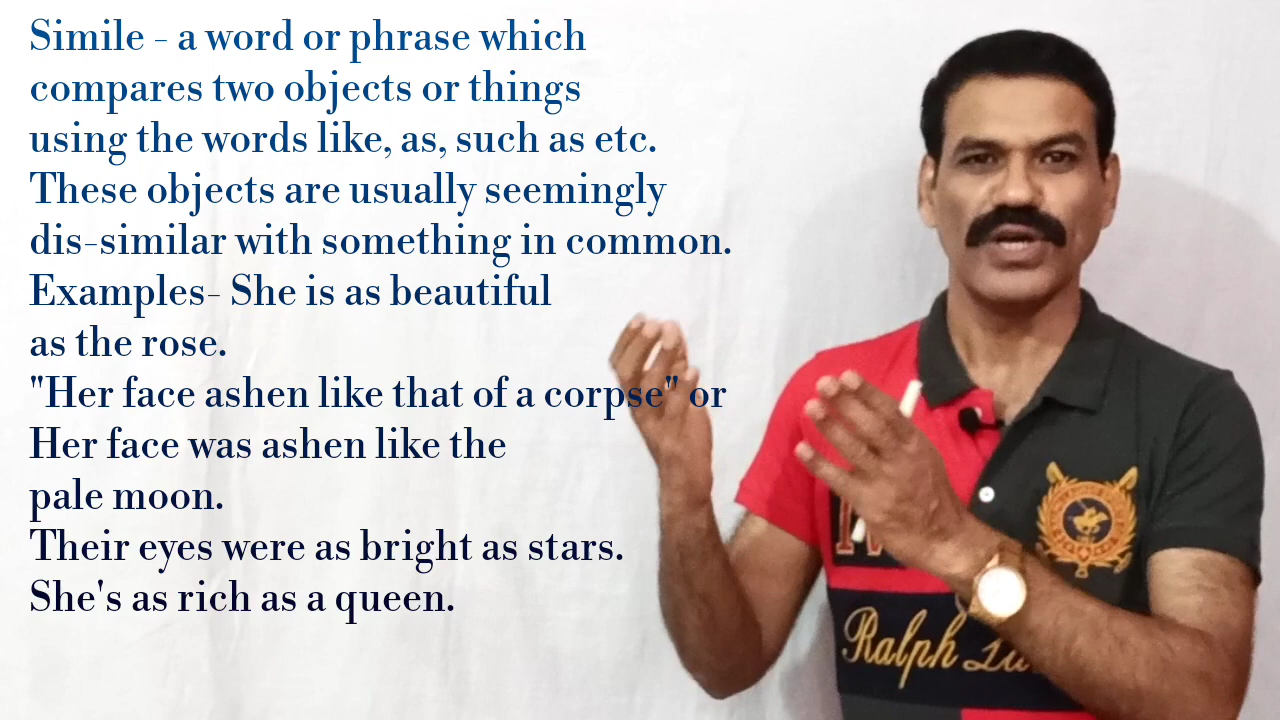 Simile - a word or phrase which
compares two objects or things
using the words like, as, such as etc.
These objects are usually seemingly
dis-similar with something in common.
Examples- She is as beautiful
as the rose.
"Her face ashen like that of a corpse" or
Her face was ashen like the
pale moon.
Their eyes were as bright as stars.
She's as rich as a queen.
Ralph